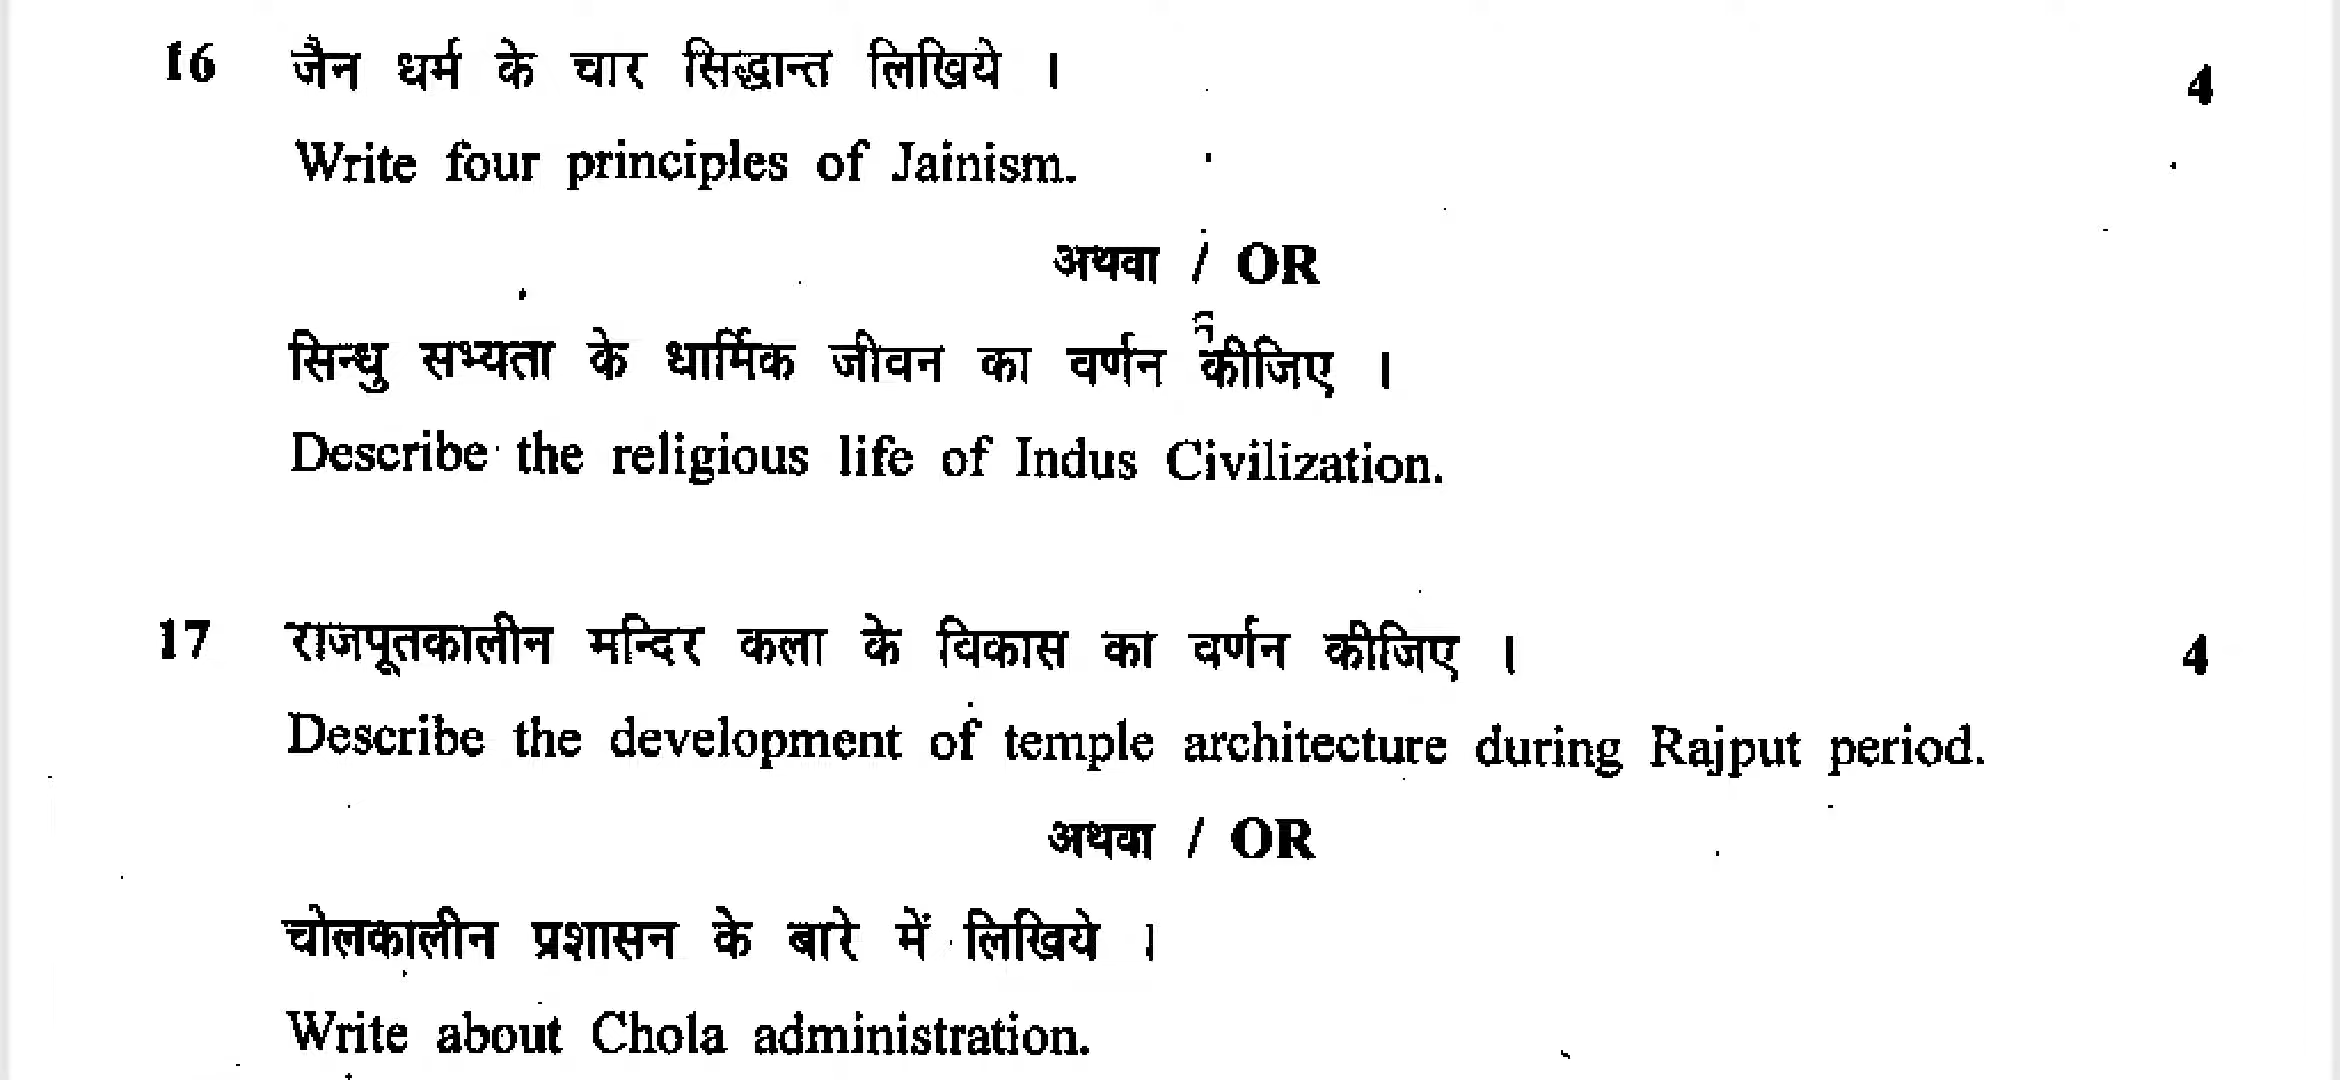 16 जैन धर्म के चार सिद्धान्त लिखिये । 4
Write four principles of Jainism.
अथवा / OR
सिन्धु सभ्यता के धार्मिक जीवन का वर्णन कीजिए ।
Describe the religious life of Indus Civilization.
17 राजपूतकालीन मन्दिर कला के विकास का वर्णन कीजिए । 4
Describe the development of temple architecture during Rajput period.
अथवा / OR
चोलकालीन प्रशासन के बारे में लिखिये ।
Write about Chola administration.